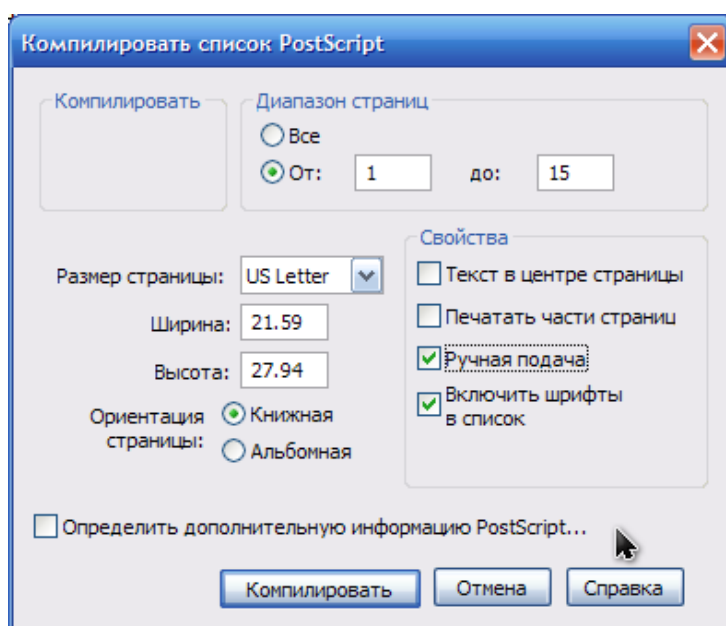 Компилировать список PostScript
Компилировать
Диапазон страниц
Все
От: 1 до: 15
Размер страницы: US Letter
Ширина: 21.59
Высота: 27.94
Ориентация
страницы:
Книжная
Альбомная
Свойства
Текст в центре страницы
Печатать части страниц
Ручная подача
Включить шрифты
в список
Определить дополнительную информацию PostScript...
Компилировать Отмена Справка